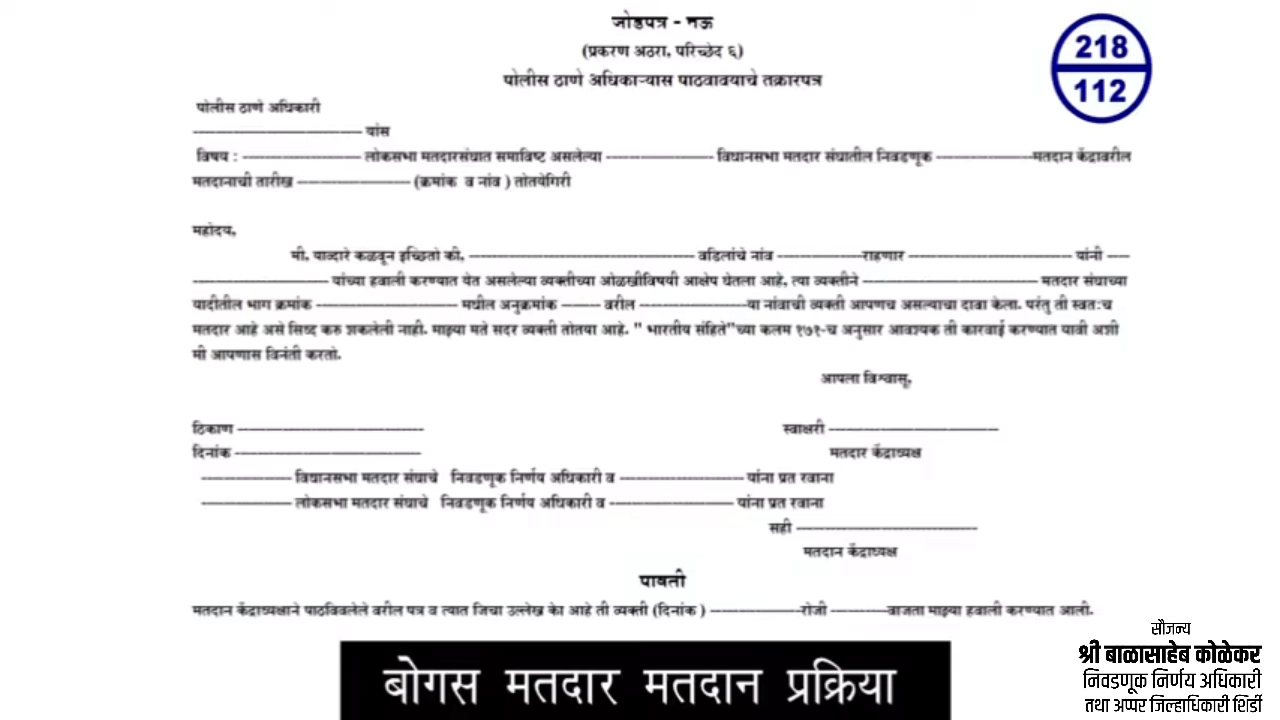 जोडपत्र - नऊ
(प्रकरण अठरा, परिच्छेद ६)
पोलीस ठाणे अधिकाऱ्यास पाठवावयाचे तक्रारपत्र
218
112
पोलीस ठाणे अधिकारी
------------------------------ यांस
विषय : --------------------- लोकसभा मतदारसंघात समाविष्ट असलेल्या ------------------- विधानसभा मतदार संघातील निवडणूक -----------------मतदान केंद्रावरील
मतदानाची तारीख -------------------- (क्रमांक व नांव ) तोतयेगिरी
महोदय,
मी, याव्दारे कळवून इच्छितो की, ---------------------------------------- वडिलांचे नांव ---------------राहणार ----------------------------- यांनी ----
------------------------ यांच्या हवाली करण्यात येत असलेल्या व्यक्तीच्या ओळखीविषयी आक्षेप घेतला आहे, त्या व्यक्तीने ------------------------------- मतदार संघाच्या
यादीतील भाग क्रमांक ------------------------- मधील अनुक्रमांक ------- वरील -------------------या नांवाची व्यक्ती आपणच असल्याचा दावा केला. परंतु ती स्वतःच
मतदार आहे असे सिध्द करु शकलेली नाही. माझ्या मते सदर व्यक्ती तोतया आहे. " भारतीय संहिते"च्या कलम १७१-च अनुसार आवश्यक ती कारवाई करण्यात यावी अशी
मी आपणास विनंती करतो.
आपला विश्वासू,
ठिकाण --------------------------------- स्वाक्षरी ------------------------------
दिनांक --------------------------------- मतदार केंद्राध्यक्ष
---------------- विधानसभा मतदार संघाचे निवडणूक निर्णय अधिकारी व ---------------------- यांना प्रत रवाना
---------------- लोकसभा मतदार संघाचे निवडणूक निर्णय अधिकारी व ---------------------- यांना प्रत रवाना
सही --------------------------------
मतदान केंद्राध्यक्ष
पावती
मतदान केंद्राध्यक्षाने पाठविवलेले वरील पत्र व त्यात जिचा उल्लेख केा आहे ती व्यक्ती (दिनांक ) ----------------रोजी ----------वाजता माझ्या हवाली करण्यात आली.
बोगस मतदार मतदान प्रक्रिया
सौजन्य
श्री बाळासाहेब कोळेकर
निवडणूक निर्णय अधिकारी
तथा अप्पर जिल्हाधिकारी शिर्डी